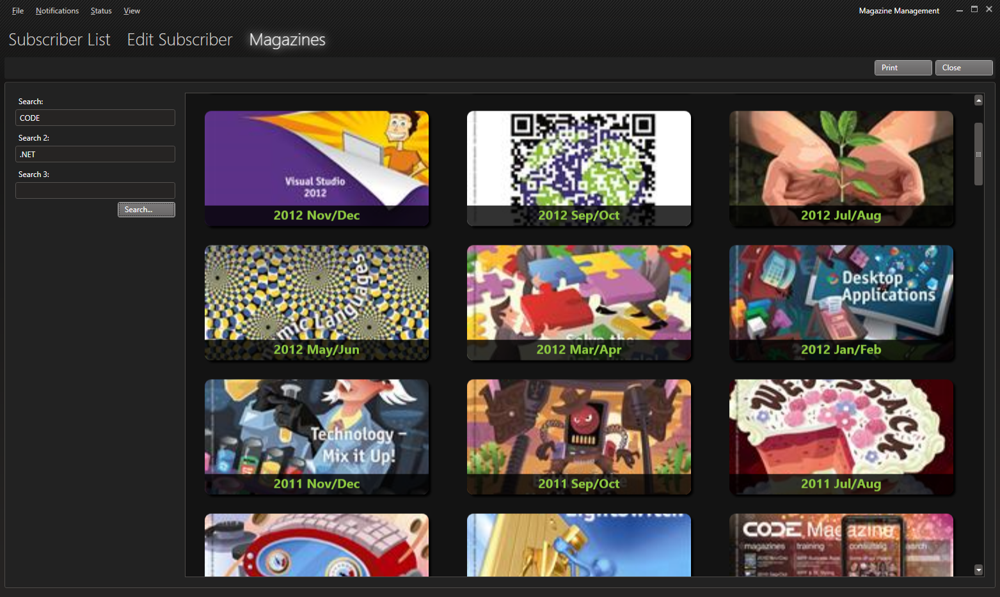 File Notifications Status View
Magazine Management
Subscriber List Edit Subscriber Magazines
Print Close
Search:
CODE
Search 2:
.NET
Search 3:
Search...
Visual Studio
2012
2012 Nov/Dec
2012 Sep/Oct
2012 Jul/Aug
mic Languages
2012 May/Jun
Solve the
2012 Mar/Apr
Desktop
Applications
2012 Jan/Feb
Technology –
Mix it Up!
2011 Nov/Dec
2011 Sep/Oct
2011 Jul/Aug
LightSwitch
CODE Magazine
magazines training consulting